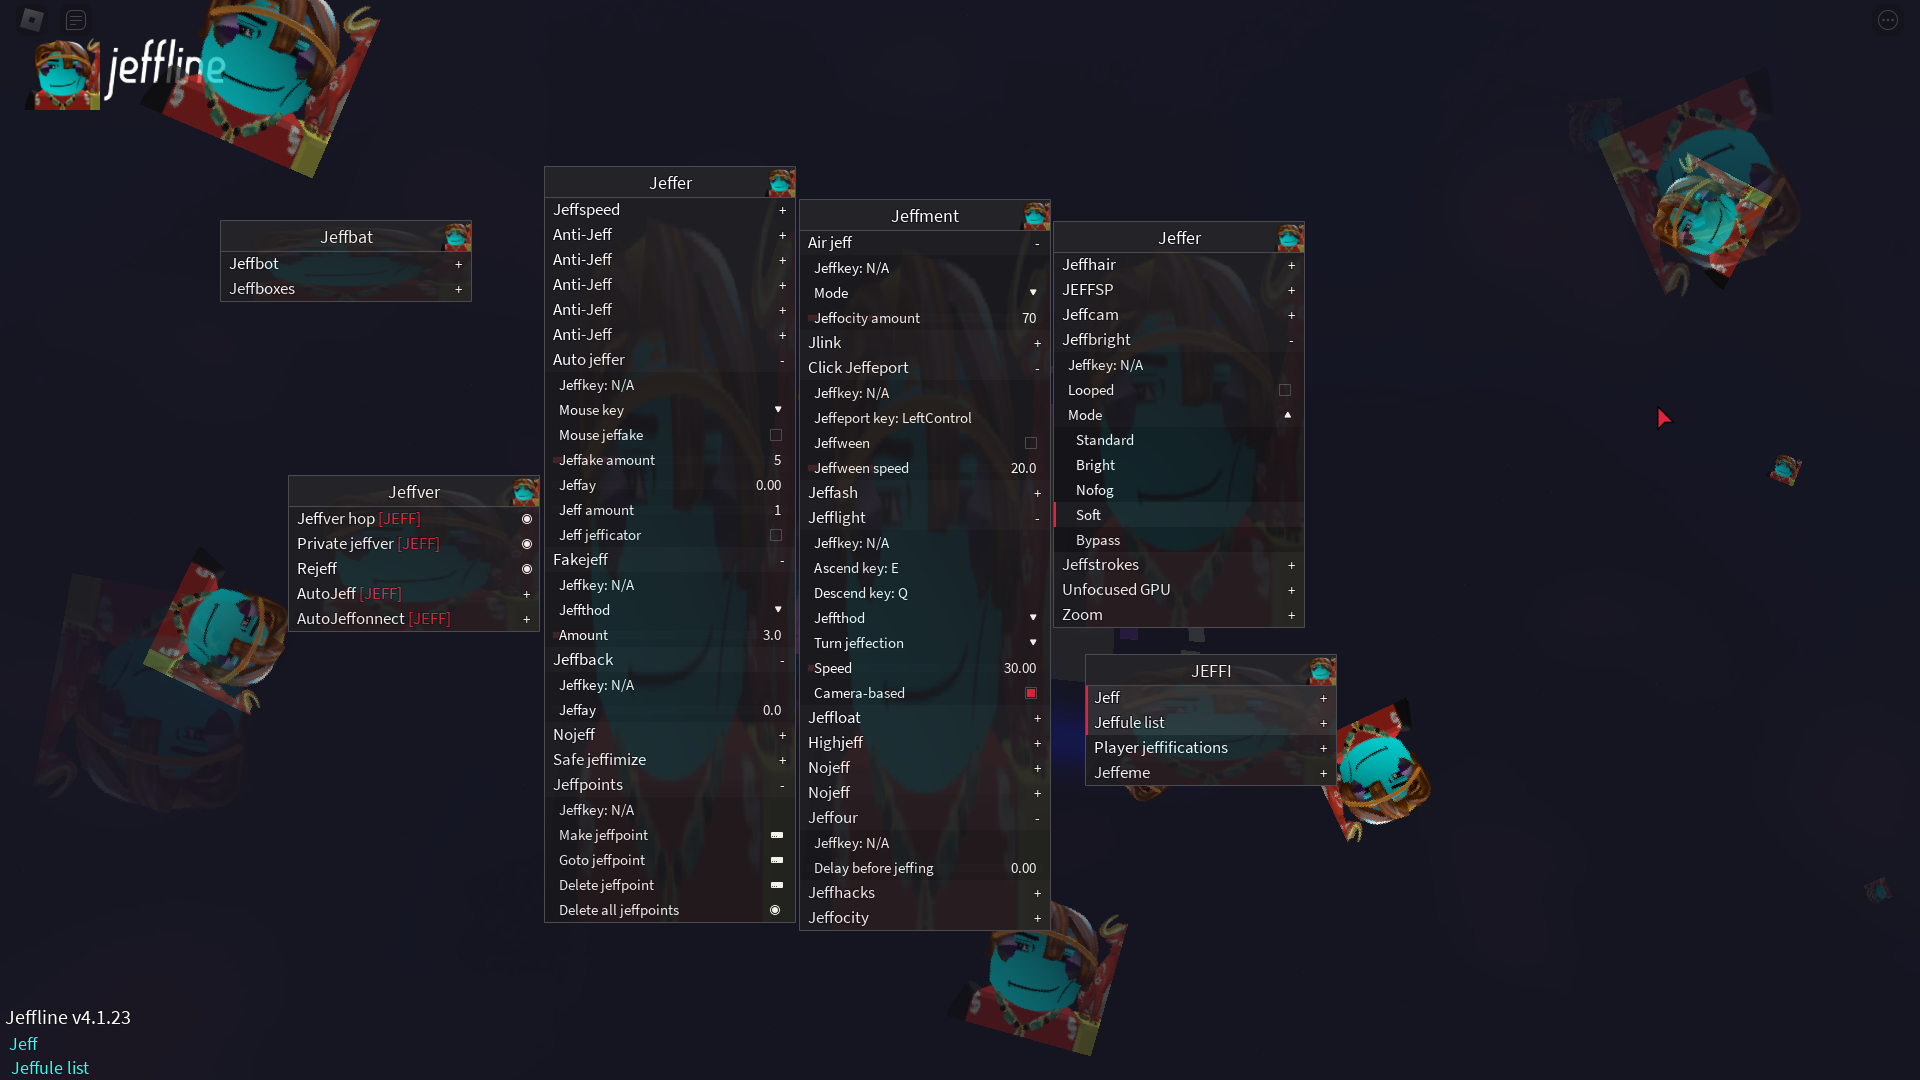 jeffline
Jeffbat
Jeffbot +
Jeffboxes +
Jeffver
Jeffver hop [JEFF]
Private jeffver [JEFF]
Rejeff
AutoJeff [JEFF] +
AutoJeffonnect [JEFF] +
Jeffer
Jeffspeed +
Anti-Jeff +
Anti-Jeff +
Anti-Jeff +
Anti-Jeff +
Anti-Jeff +
Auto jeffer -
Jeffkey: N/A
Mouse key
Mouse jeffake
Jeffake amount 5
Jeffay 0.00
Jeff amount 1
Jeff jefficator
Fakejeff -
Jeffkey: N/A
Jeffthod
Amount 3.0
Jeffback -
Jeffkey: N/A
Jeffay 0.0
Nojeff +
Safe jeffimize +
Jeffpoints -
Jeffkey: N/A
Make jeffpoint
Goto jeffpoint
Delete jeffpoint
Delete all jeffpoints
Jeffment
Air jeff -
Jeffkey: N/A
Mode
Jeffocity amount 70
Jlink +
Click Jeffeport -
Jeffkey: N/A
Jeffeport key: LeftControl
Jeffween
Jeffween speed 20.0
Jeffash +
Jefflight -
Jeffkey: N/A
Ascend key: E
Descend key: Q
Jeffthod
Turn jeffection
Speed 30.00
Camera-based
Jeffloat +
Highjeff +
Nojeff +
Nojeff +
Jeffour -
Jeffkey: N/A
Delay before jeffing 0.00
Jeffhacks +
Jeffocity +
Jeffer
Jeffhair +
JEFFSP +
Jeffcam +
Jeffbright -
Jeffkey: N/A
Looped
Mode
Standard
Bright
Nofog
Soft
Bypass
Jeffstrokes +
Unfocused GPU +
Zoom +
JEFFI
Jeff +
Jeffule list +
Player jeffifications +
Jeffeme +
Jeffline v4.1.23
Jeff
Jeffule list